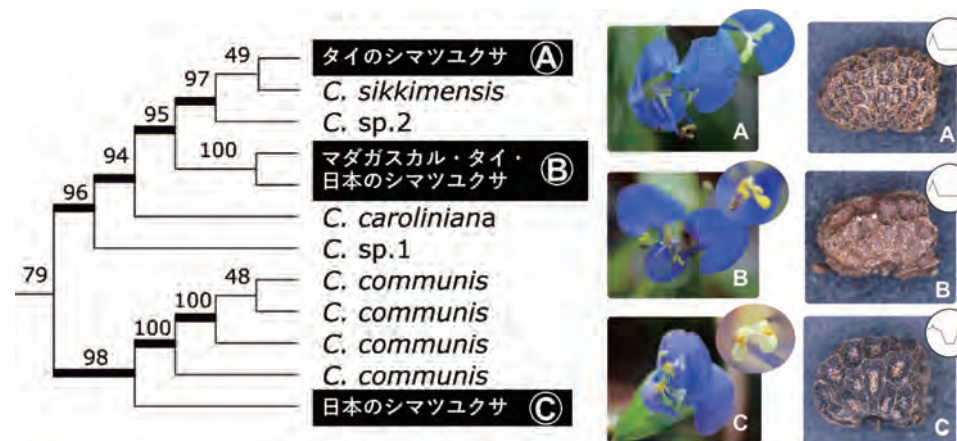 49
タイのシマツユクサ Ⓐ
97
C. sikkimensis
95
C. sp.2
100
94
マダガスカル・タイ・
日本のシマツユクサ Ⓑ
96
C. caroliniana
C. sp.1
79
48
C. communis
100
C. communis
100
C. communis
98
C. communis
日本のシマツユクサ Ⓒ
A
A
B
B
C
C